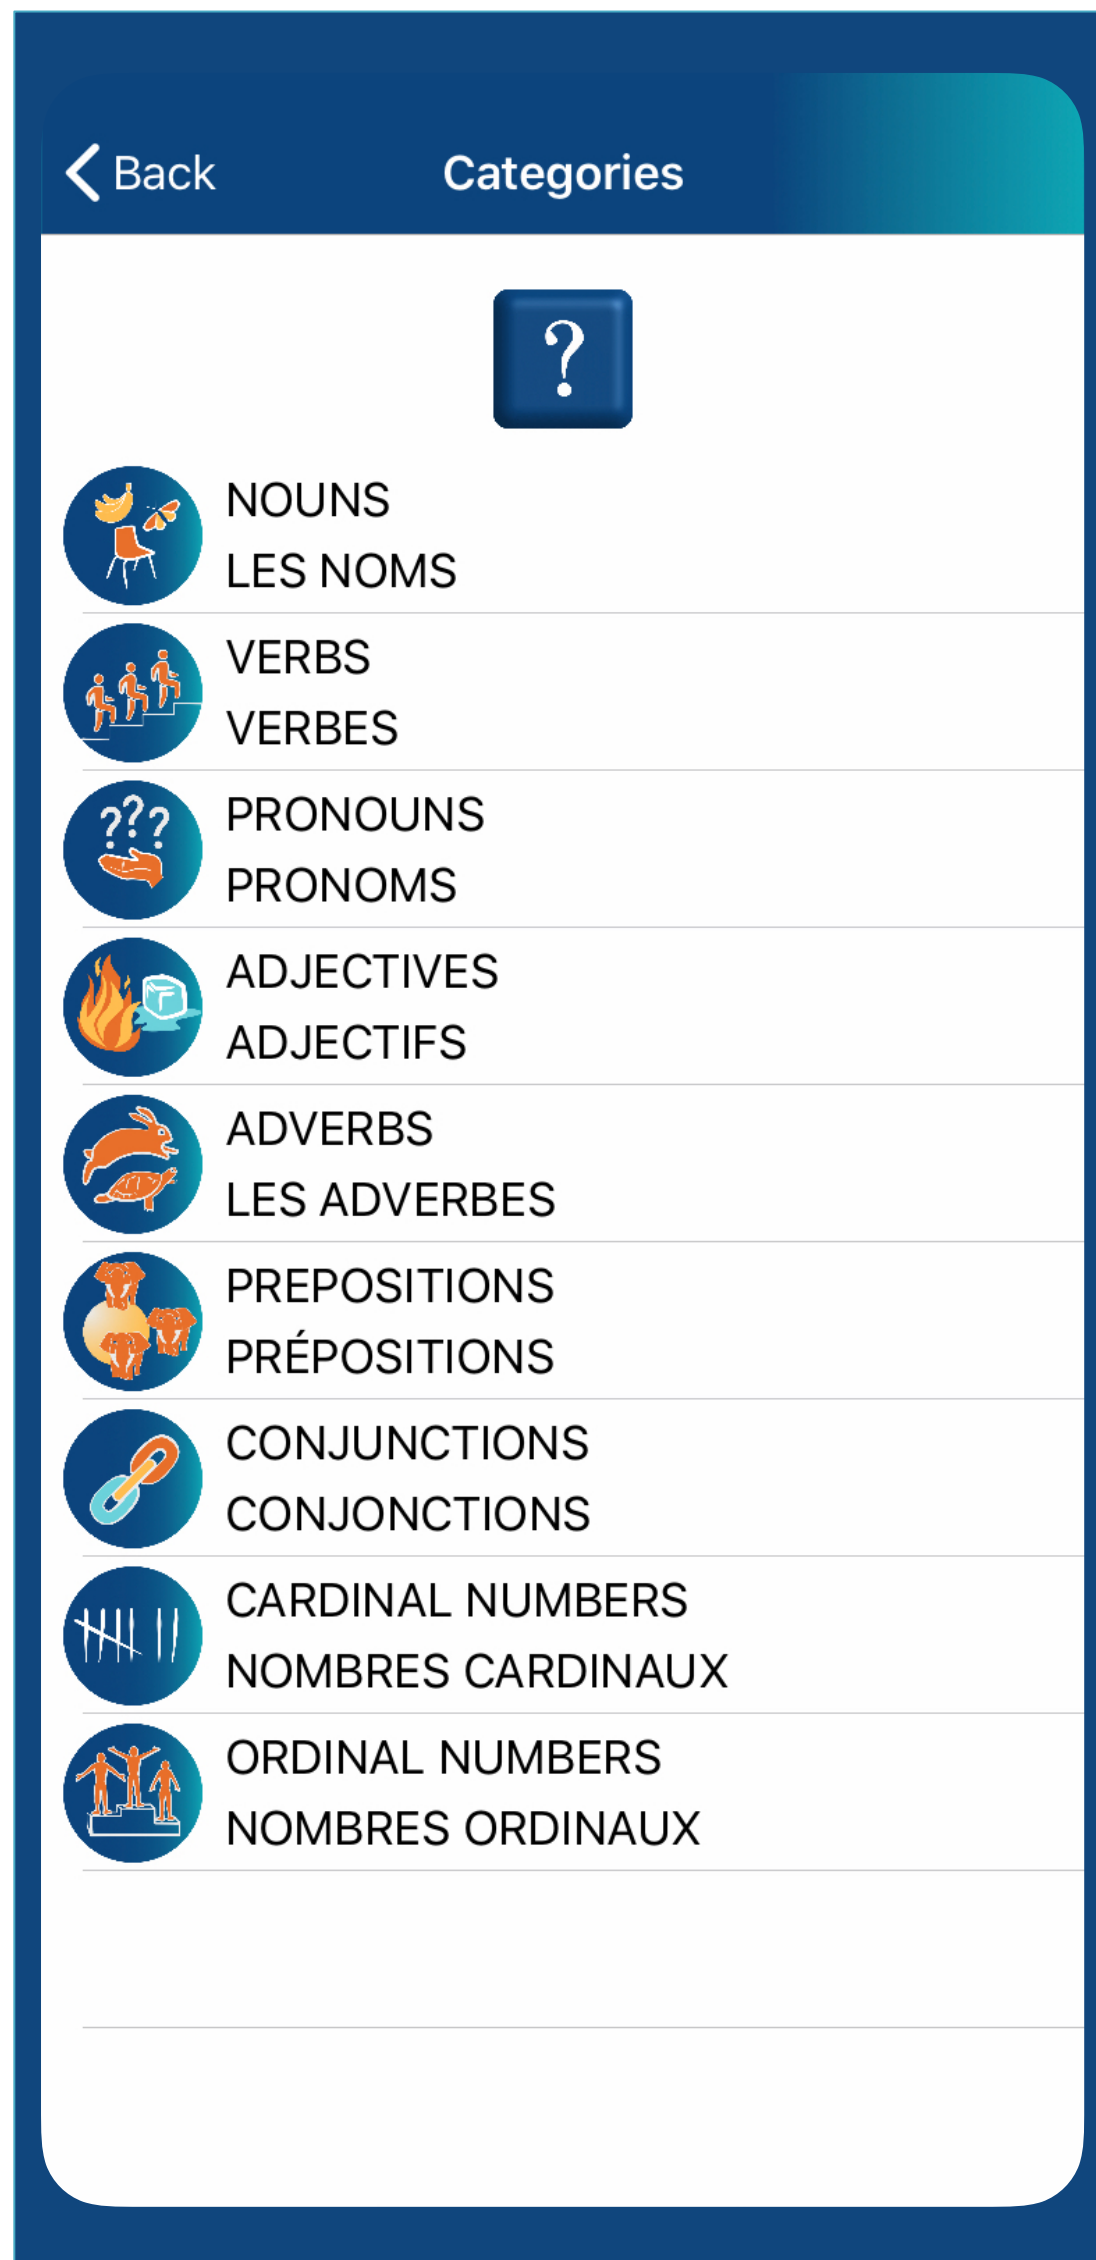 Back
Categories
?
NOUNS
LES NOMS
VERBS
VERBES
???
PRONOUNS
PRONOMS
ADJECTIVES
ADJECTIFS
ADVERBS
LES ADVERBES
PREPOSITIONS
PRÉPOSITIONS
CONJUNCTIONS
CONJONCTIONS
CARDINAL NUMBERS
NOMBRES CARDINAUX
ORDINAL NUMBERS
NOMBRES ORDINAUX